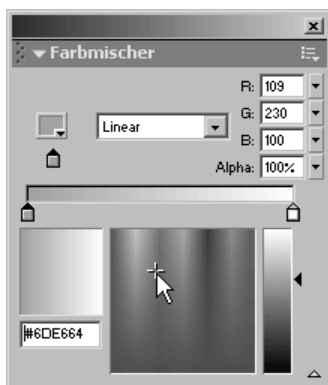 Farbmischer
R: 109
Linear
G: 230
B: 100
Alpha: 100%
#6DE664